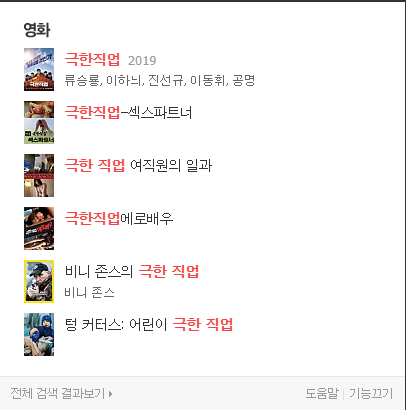 영화
극한직업 2019
류승룡, 이하늬, 진선규, 이동휘, 공명
극한직업-섹스파트너
극한 직업 여직원의 일과
극한직업에로배우
비니 존스의 극한 직업
비니 존스
텅 커터스: 어린이 극한 직업
전체 검색 결과보기
도움말 | 기능끄기